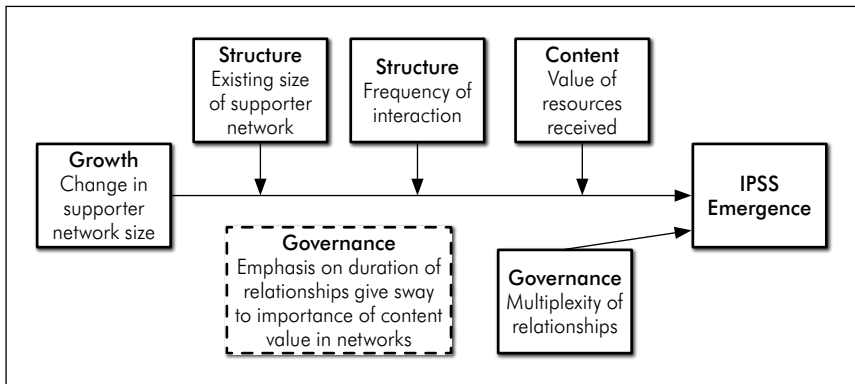 Structure
Existing size
of supporter
network
Structure
Frequency of
interaction
Content
Value of
resources
received
Growth
Change in
supporter
network size
IPSS
Emergence
Governance
Emphasis on duration of
relationships give sway
to importance of content
value in networks
Governance
Multiplexity of
relationships